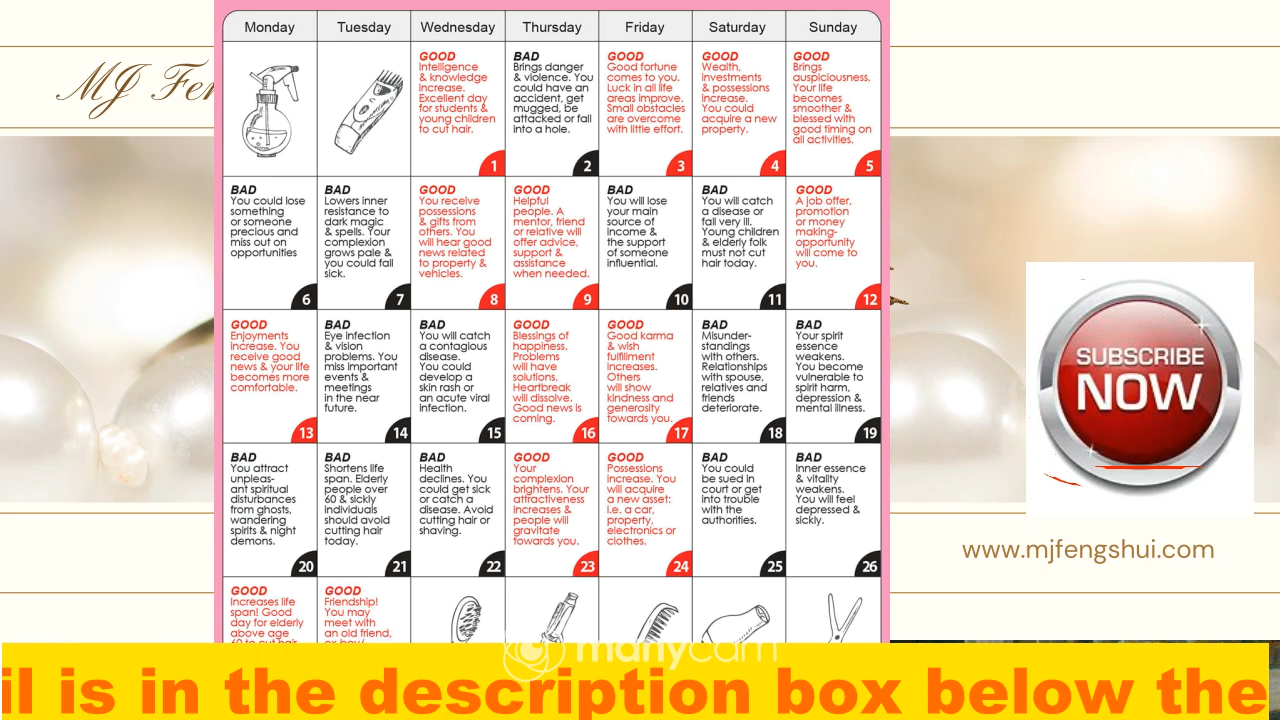 MJ Fen
Monday Tuesday Wednesday Thursday Friday Saturday Sunday
GOOD
Intelligence
& knowledge
increase.
Excellent day
for students &
young children
to cut hair.
1
BAD
Brings danger
& violence. You
could have an
accident, get
mugged, be
attacked or fall
into a hole.
2
GOOD
Good fortune
comes to you.
Luck in all life
areas improve.
Small obstacles
are overcome
with little effort.
3
GOOD
Wealth,
investments
& possessions
increase.
You could
acquire a new
property.
4
GOOD
Brings
auspiciousness.
Your life
becomes
smoother &
blessed with
good timing on
all activities.
5
BAD
You could lose
something
or someone
precious and
miss out on
opportunities
6
BAD
Lowers inner
resistance to
dark magic
& spells. Your
complexion
grows pale &
you could fall
sick.
7
GOOD
You receive
possessions
& gifts from
others. You
will hear good
news related
to property &
vehicles.
8
GOOD
Helpful
people. A
mentor, friend
or relative will
offer advice,
support &
assistance
when needed.
9
BAD
You will lose
your main
source of
income &
the support
of someone
influential.
10
BAD
You will catch
a disease or
fall very ill.
Young children
& elderly folk
must not cut
hair today.
11
GOOD
A job offer,
promotion
or money
making-
opportunity
will come to
you.
12
GOOD
Enjoyments
increase. You
receive good
news & your life
becomes more
comfortable.
13
BAD
Eye infection
& vision
problems. You
miss important
events &
meetings
in the near
future.
14
BAD
You will catch
a contagious
disease.
You could
develop a
skin rash or
an acute viral
infection.
15
GOOD
Blessings of
happiness.
Problems
will have
solutions.
Heartbreak
will dissolve.
Good news is
coming.
16
GOOD
Good karma
& wish
fulfillment
increases.
Others
will show
kindness and
generosity
towards you.
17
BAD
Misunder-
standings
with others.
Relationships
with spouse,
relatives and
friends
deteriorate.
18
BAD
Your spirit
essence
weakens.
You become
vulnerable to
spirit harm,
depression &
mental illness.
19
BAD
You attract
unpleas-
ant spiritual
disturbances
from ghosts,
wandering
spirits & night
demons.
20
BAD
Shortens life
span. Elderly
people over
60 & sickly
individuals
should avoid
cutting hair
today.
21
BAD
Health
declines. You
could get sick
or catch a
disease. Avoid
cutting hair or
shaving.
22
GOOD
Your
complexion
brightens. Your
attractiveness
increases &
people will
gravitate
towards you.
23
GOOD
Possessions
increase. You
will acquire
a new asset:
i.e. a car,
property,
electronics or
clothes.
24
BAD
You could
be sued in
court or get
into trouble
with the
authorities.
25
BAD
Inner essence
& vitality
weakens.
You will feel
depressed &
sickly.
26
GOOD
Increases life
span! Good
day for elderly
above age
60 to cut hair
GOOD
Friendship!
You may
meet with
an old friend,
ex boy/
SUBSCRIBE
NOW
www.mjfengshui.com
manycam
il is in the description box below the